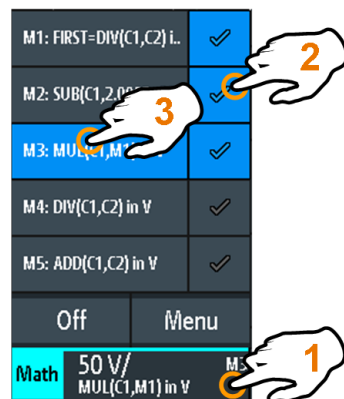 M1: FIRST=DIV(C1,C2) i..
2
M2: SUB(C1,2.00
3
M3: MUL(C1,M1) in V
M4: DIV(C1,C2) in V
M5: ADD(C1,C2) in V
Off Menu
1
Math 50 V/ M3
MUL(C1,M1) in V